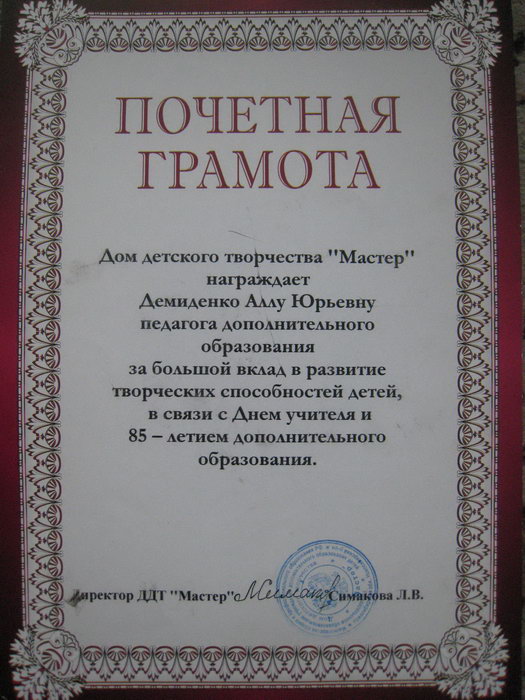 ПОЧЕТНАЯ
ГРАМОТА
Дом детского творчества "Мастер"
награждает
Демиденко Аллу Юрьевну
педагога дополнительного
образования
за большой вклад в развитие
творческих способностей детей,
в связи с Днем учителя и
85 – летием дополнительного
образования.
директор ДДТ "Мастер" Симакова Л.В.